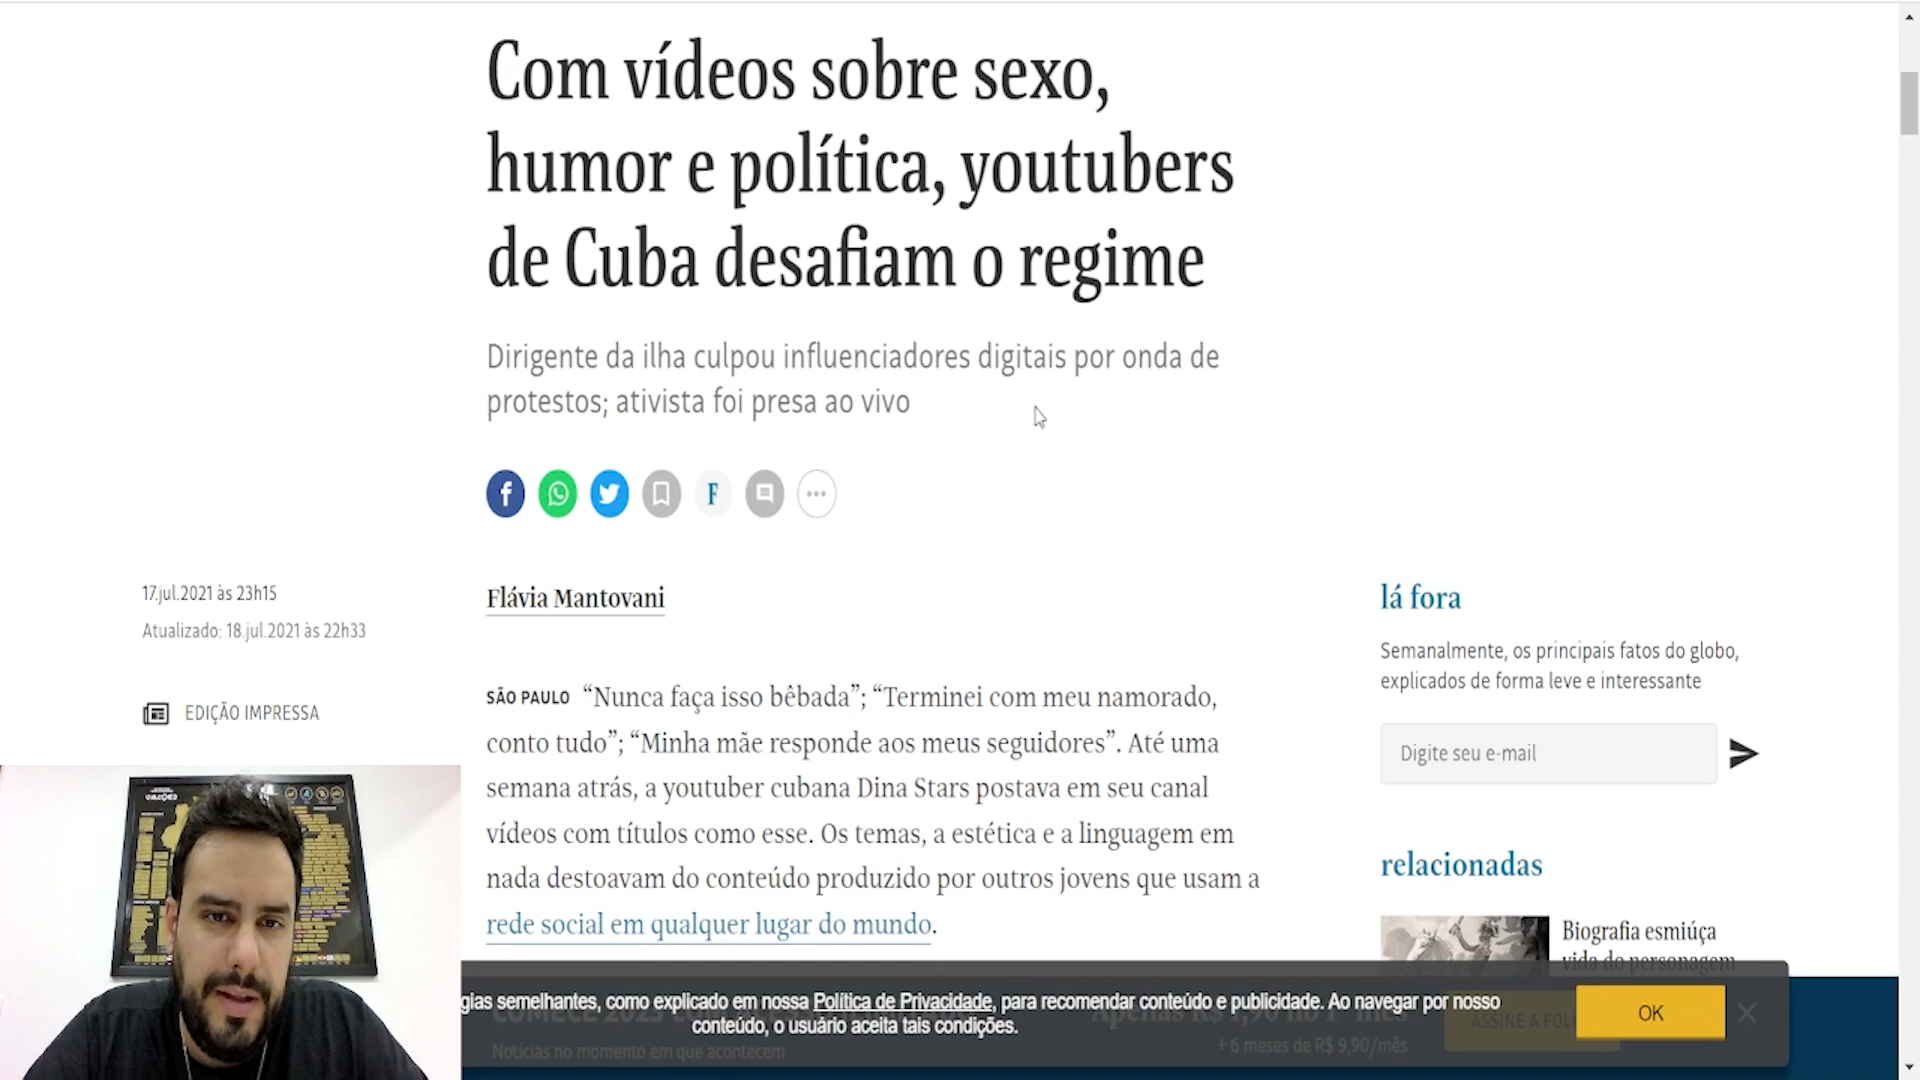 Com vídeos sobre sexo,
humor e política, youtubers
de Cuba desafiam o regime
Dirigente da ilha culpou influenciadores digitais por onda de
protestos; ativista foi presa ao vivo
F
17.jul.2021 às 23h15
Atualizado: 18.jul.2021 às 22h33
EDIÇÃO IMPRESSA
Flávia Mantovani
SÃO PAULO “Nunca faça isso bêbada”; “Terminei com meu namorado,
conto tudo”; “Minha mãe responde aos meus seguidores”. Até uma
semana atrás, a youtuber cubana Dina Stars postava em seu canal
vídeos com títulos como esse. Os temas, a estética e a linguagem em
nada destoavam do conteúdo produzido por outros jovens que usam a
rede social em qualquer lugar do mundo.
lá fora
Semanalmente, os principais fatos do globo,
explicados de forma leve e interessante
Digite seu e-mail
relacionadas
Biografia esmiúça
vida do personagem
gias semelhantes, como explicado em nossa Política de Privacidade, para recomendar conteúdo e publicidade. Ao navegar por nosso
conteúdo, o usuário aceita tais condições.
OK
ASSINE A FOL
Notícias no momento em que acontecem
+ 6 meses de R$ 9,90/mês